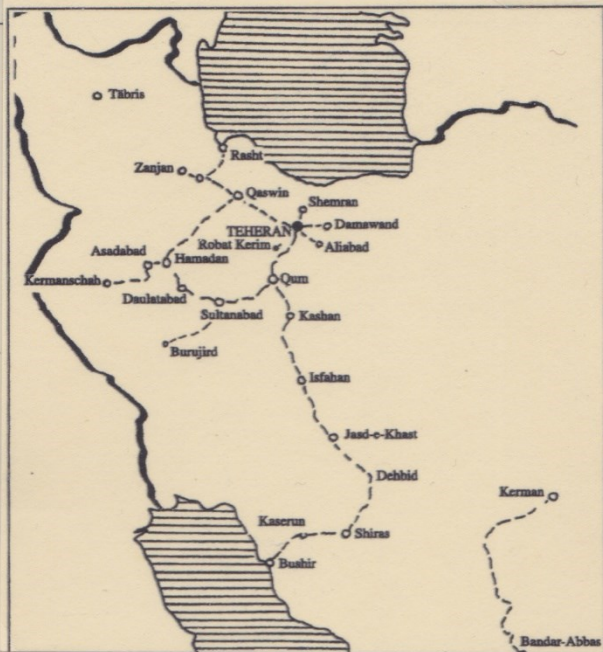 Täbris
Rasht
Zanjan
Qaswin
Shemran
TEHERAN
Damawand
Robat Kerim
Aliabad
Asadabad
Hamadan
Kermanschah
Qum
Daulatabad
Sultanabad
Kashan
Burujird
Isfahan
Jasd-e-Khast
Dehbid
Kerman
Kaserun
Shiras
Bushir
Bandar-Abbas